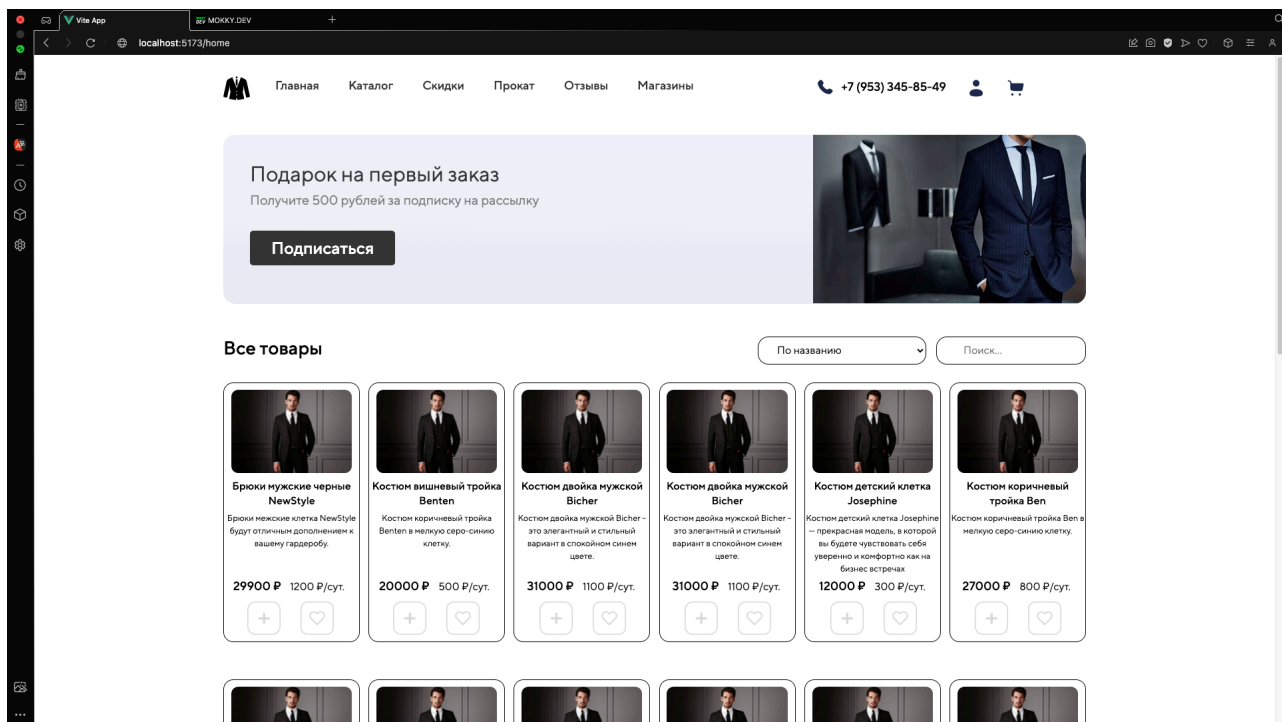 Vite App
DEV MOKKY.DEV
localhost:5173/home
Главная Каталог Скидки Прокат Отзывы Магазины +7 (953) 345-85-49
Подарок на первый заказ
Получите 500 рублей за подписку на рассылку
Подписаться
Все товары
По названию
Поиск...
Брюки мужские черные
NewStyle
Брюки межские клетка NewStyle
будут отличным дополнением к
вашему гардеробу.
29900 ₽ 1200 ₽/сут.
Костюм вишневый тройка
Benten
Костюм коричневый тройка
Benten в мелкую серо-синию
клетку.
20000 ₽ 500 ₽/сут.
Костюм двойка мужской
Bicher
Костюм двойка мужской Bicher –
это элегантный и стильный
вариант в спокойном синем
цвете.
31000 ₽ 1100 ₽/сут.
Костюм двойка мужской
Bicher
Костюм двойка мужской Bicher –
это элегантный и стильный
вариант в спокойном синем
цвете.
31000 ₽ 1100 ₽/сут.
Костюм детский клетка
Josephine
Костюм детский клетка Josephine
— прекрасная модель, в которой
вы будете чувствовать себя
уверенно и комфортно как на
бизнес встречах
12000 ₽ 300 ₽/сут.
Костюм коричневый
тройка Ben
Костюм коричневый тройка Ben в
мелкую серо-синию клетку.
27000 ₽ 800 ₽/сут.